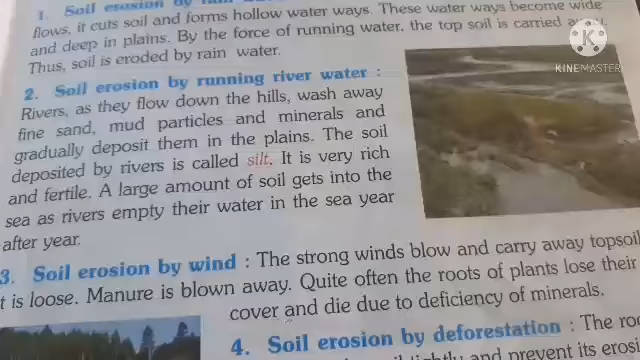 1. Soil erosion by rain
flows, it cuts soil and forms hollow water ways. These water ways become wide
and deep in plains. By the force of running water, the top soil is carried away.
Thus, soil is eroded by rain water.
KINEMASTER
2. Soil erosion by running river water :
Rivers, as they flow down the hills, wash away
fine sand, mud particles and minerals and
gradually deposit them in the plains. The soil
deposited by rivers is called silt. It is very rich
and fertile. A large amount of soil gets into the
sea as rivers empty their water in the sea year
after year.
3. Soil erosion by wind : The strong winds blow and carry away topsoil
t is loose. Manure is blown away. Quite often the roots of plants lose their
cover and die due to deficiency of minerals.
4. Soil erosion by deforestation : The roo
and prevent its erosi